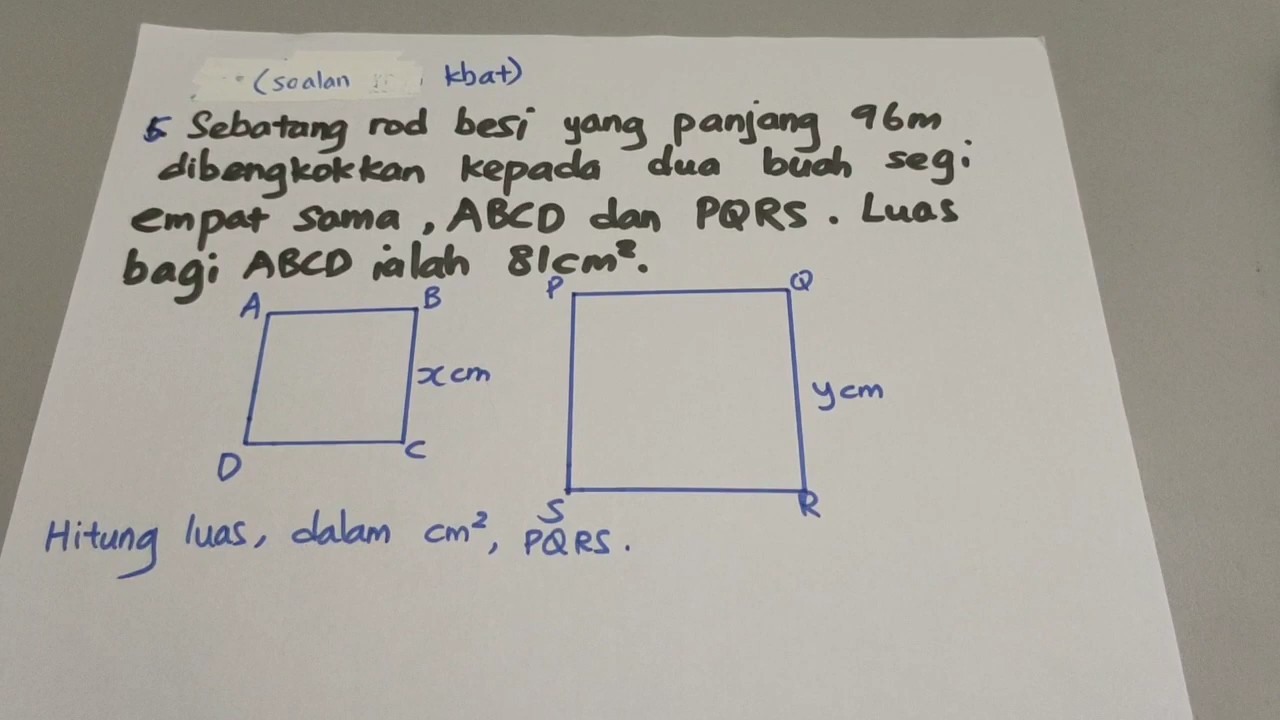 (soalan kbat)
5 Sebatang rod besi yang panjang 96m
dibengkokkan kepada dua buah segi
empat sama, ABCD dan PQRS. Luas
bagi ABCD ialah 81cm².
A B P Q
x cm
y cm
D C
S R
Hitung luas, dalam cm², PQRS.